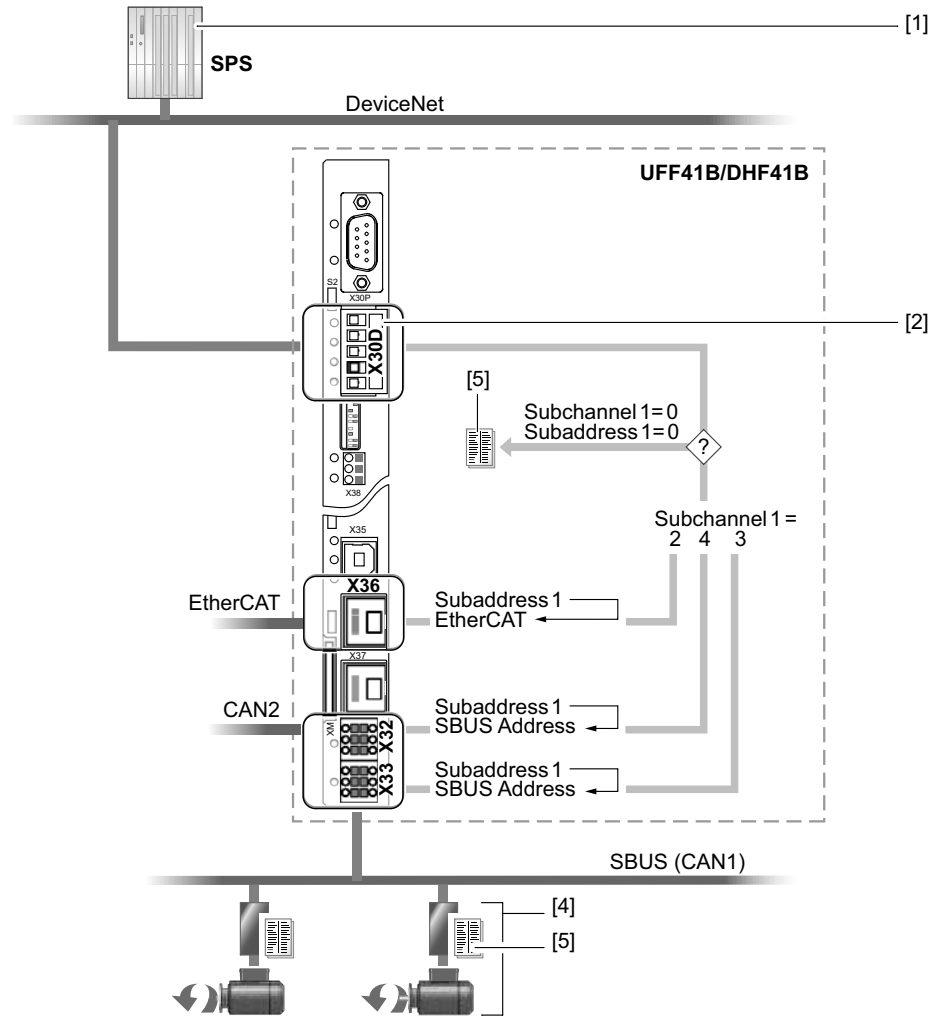 [1]
SPS
DeviceNet
UFF41B/DHF41B
S2
X30P
[2]
X30D
[5]
Subchannel 1=0
Subaddress 1=0
?
X38
Subchannel 1=
2 4 3
X35
X36
EtherCAT
Subaddress 1
EtherCAT
X37
CAN2
XM
X32
Subaddress 1
SBUS Address
X33
Subaddress 1
SBUS Address
SBUS (CAN1)
[4]
[5]